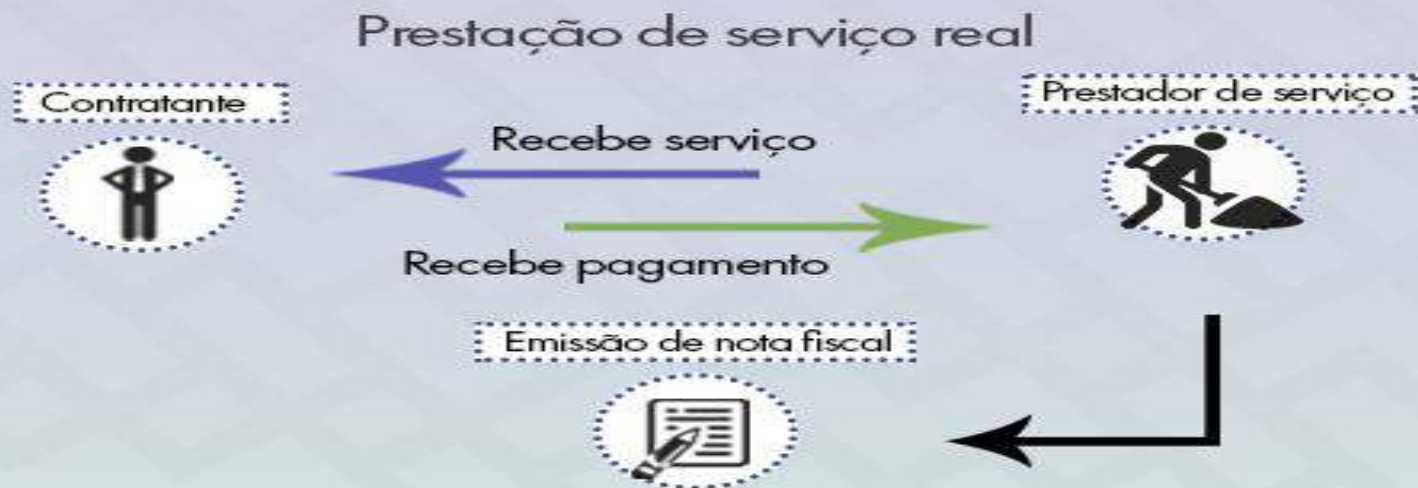 Prestação de serviço real
Contratante
Prestador de serviço
Recebe serviço
Recebe pagamento
Emissão de nota fiscal